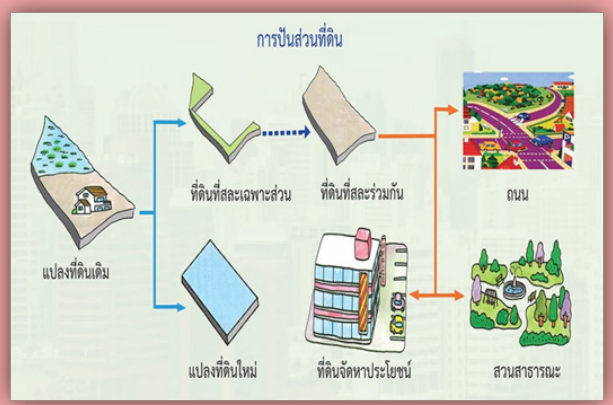 การปันส่วนที่ดิน
ที่ดินที่สละเฉพาะส่วน
ที่ดินที่สละร่วมกัน
ถนน
แปลงที่ดินเดิม
แปลงที่ดินใหม่
ที่ดินจัดหาประโยชน์
สวนสาธารณะ